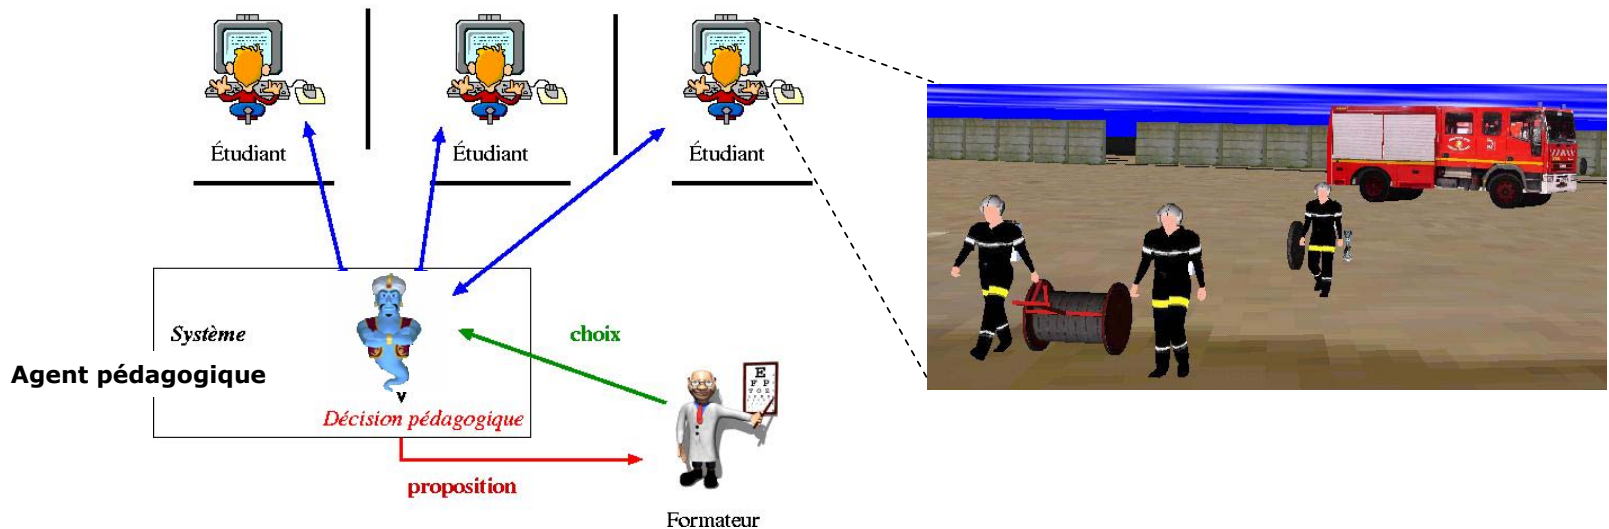 Étudiant
Étudiant
Étudiant
Système
choix
Agent pédagogique
Décision pédagogique
proposition
Formateur
E
F P